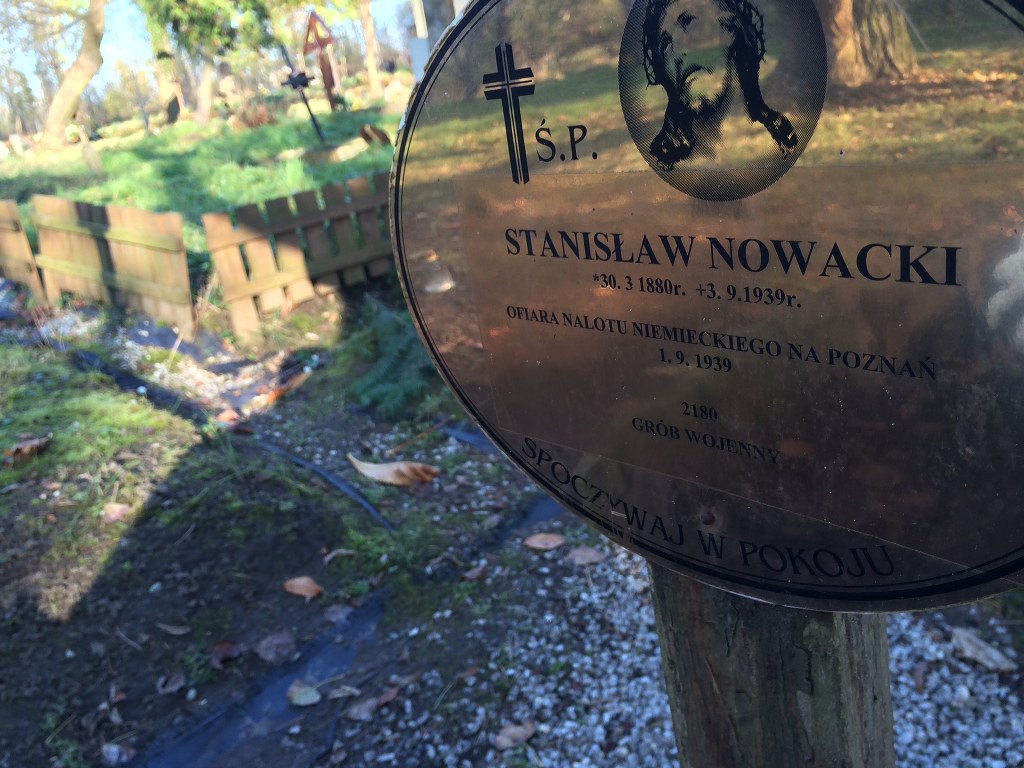 Ś.P.
STANISŁAW NOWACKI
*30. 3 1880r. +3. 9.1939r.
OFIARA NALOTU NIEMIECKIEGO NA POZNAŃ
1. 9. 1939
2180
GRÓB WOJENNY
SPOCZYWAJ W POKOJU